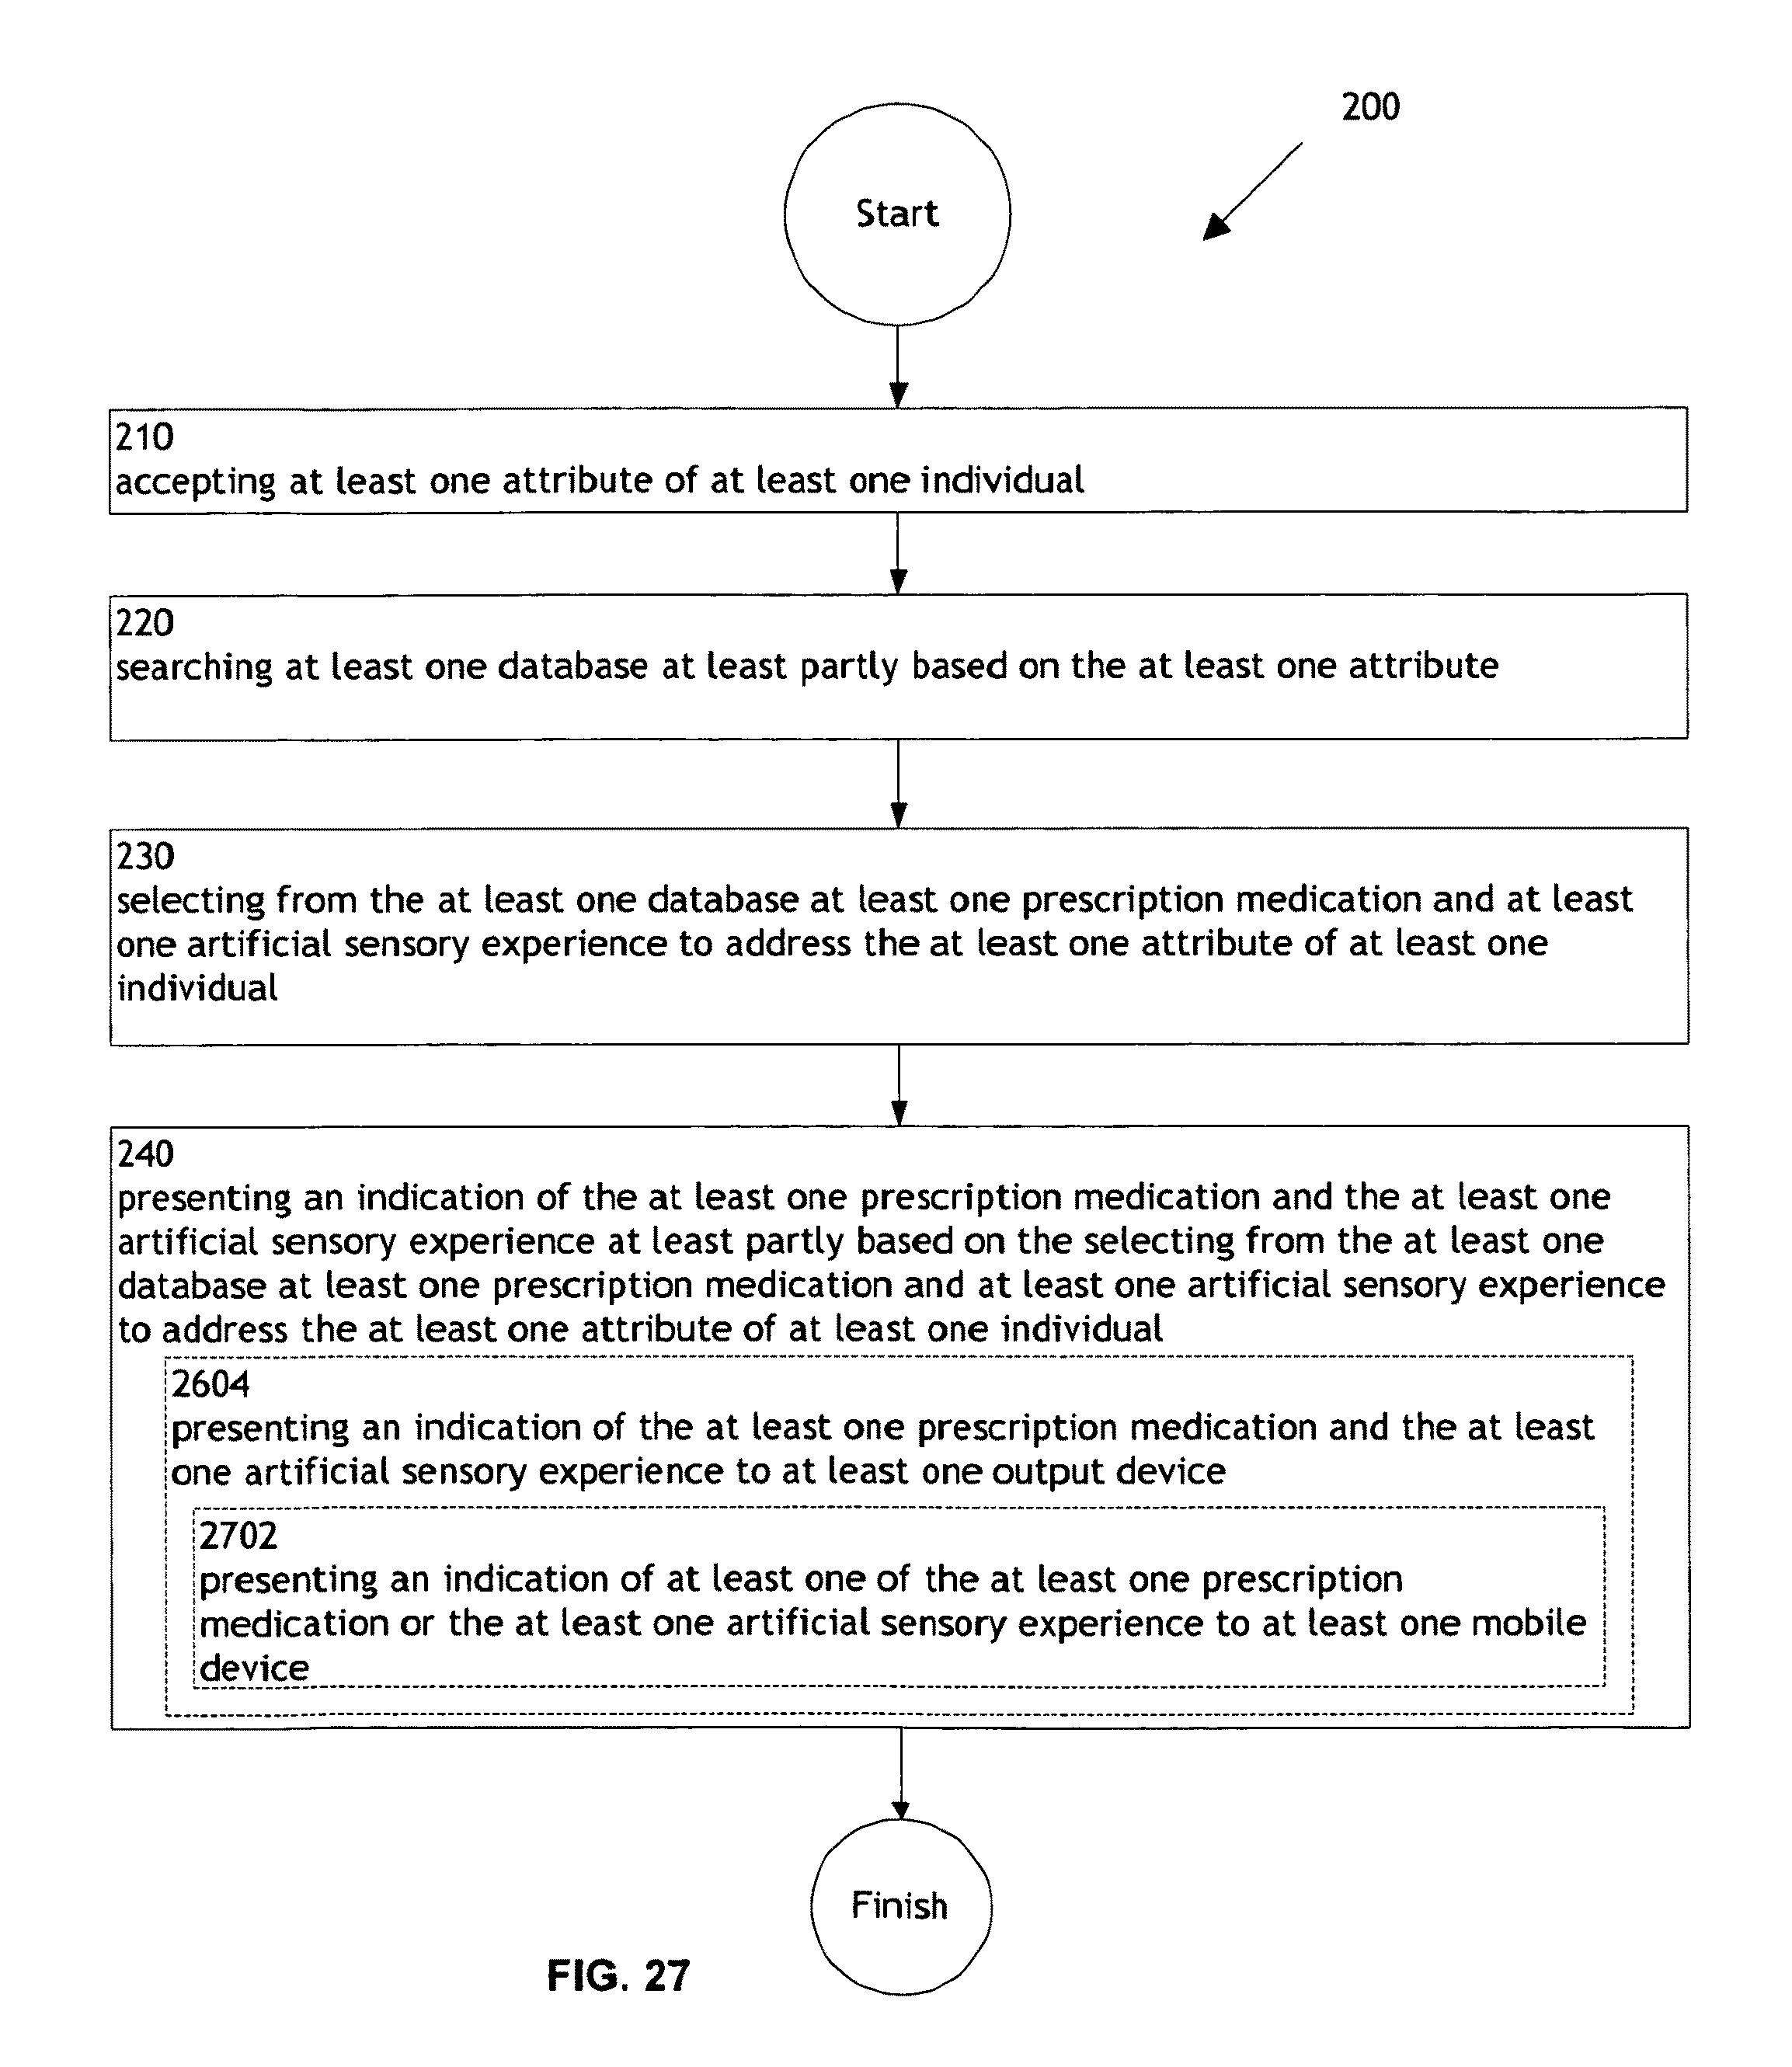 200
Start
210
accepting at least one attribute of at least one individual
220
searching at least one database at least partly based on the at least one attribute
230
selecting from the at least one database at least one prescription medication and at least
one artificial sensory experience to address the at least one attribute of at least one
individual
240
presenting an indication of the at least one prescription medication and the at least one
artificial sensory experience at least partly based on the selecting from the at least one
database at least one prescription medication and at least one artificial sensory experience
to address the at least one attribute of at least one individual
2604
presenting an indication of the at least one prescription medication and the at least
one artificial sensory experience to at least one output device
2702
presenting an indication of at least one of the at least one prescription
medication or the at least one artificial sensory experience to at least one mobile
device
Finish
FIG. 27